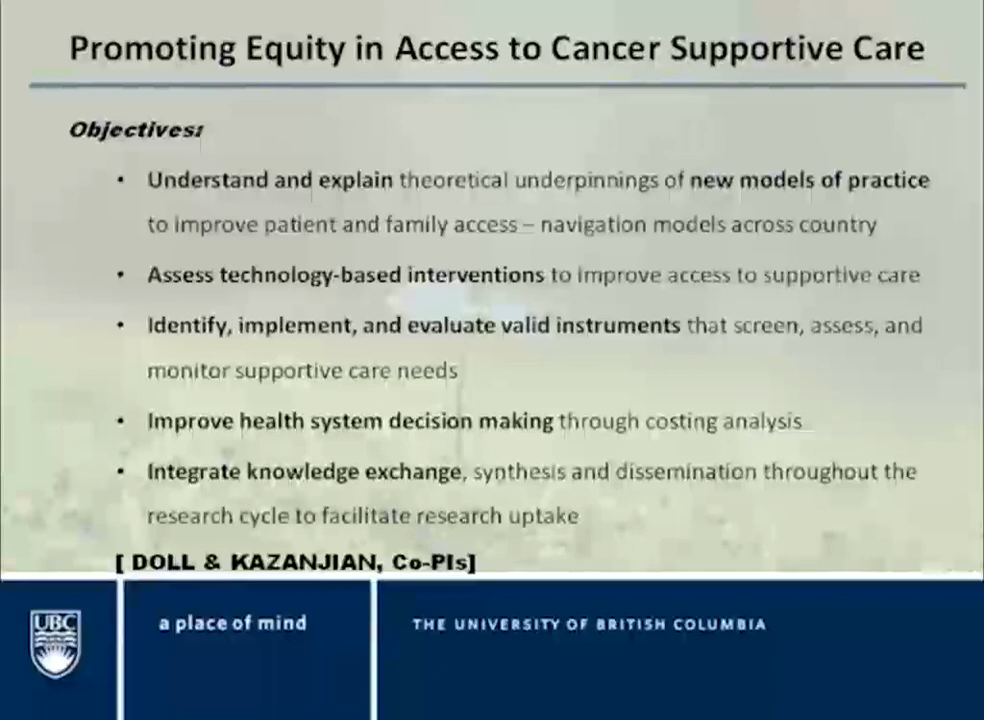 Promoting Equity in Access to Cancer Supportive Care
Objectives:
• Understand and explain theoretical underpinnings of new models of practice
to improve patient and family access – navigation models across country
• Assess technology-based interventions to improve access to supportive care
• Identify, implement, and evaluate valid instruments that screen, assess, and
monitor supportive care needs
• Improve health system decision making through costing analysis
• Integrate knowledge exchange, synthesis and dissemination throughout the
research cycle to facilitate research uptake
[ DOLL & KAZANJIAN, Co-PIs]
UBC
a place of mind
THE UNIVERSITY OF BRITISH COLUMBIA